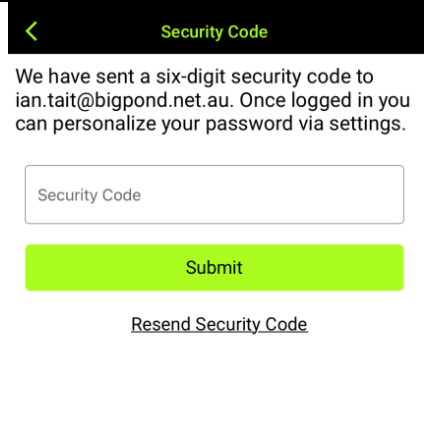 Security Code
We have sent a six-digit security code to
ian.tait@bigpond.net.au. Once logged in you
can personalize your password via settings.
Security Code
Submit
Resend Security Code